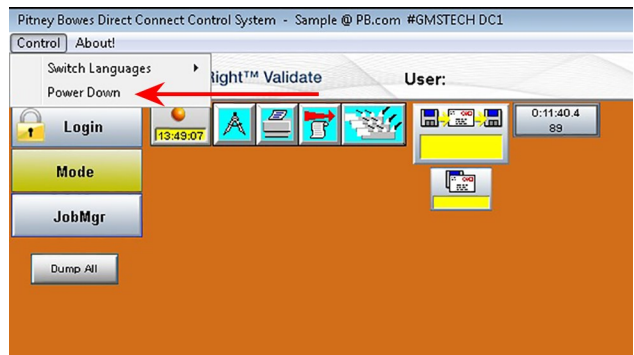 Pitney Bowes Direct Connect Control System - Sample @ PB.com #GMSTECH DC1
Control About!
Switch Languages
Power Down
Right™ Validate
User:
Login
13:49:07
0:11:40.4
89
Mode
JobMgr
Dump All